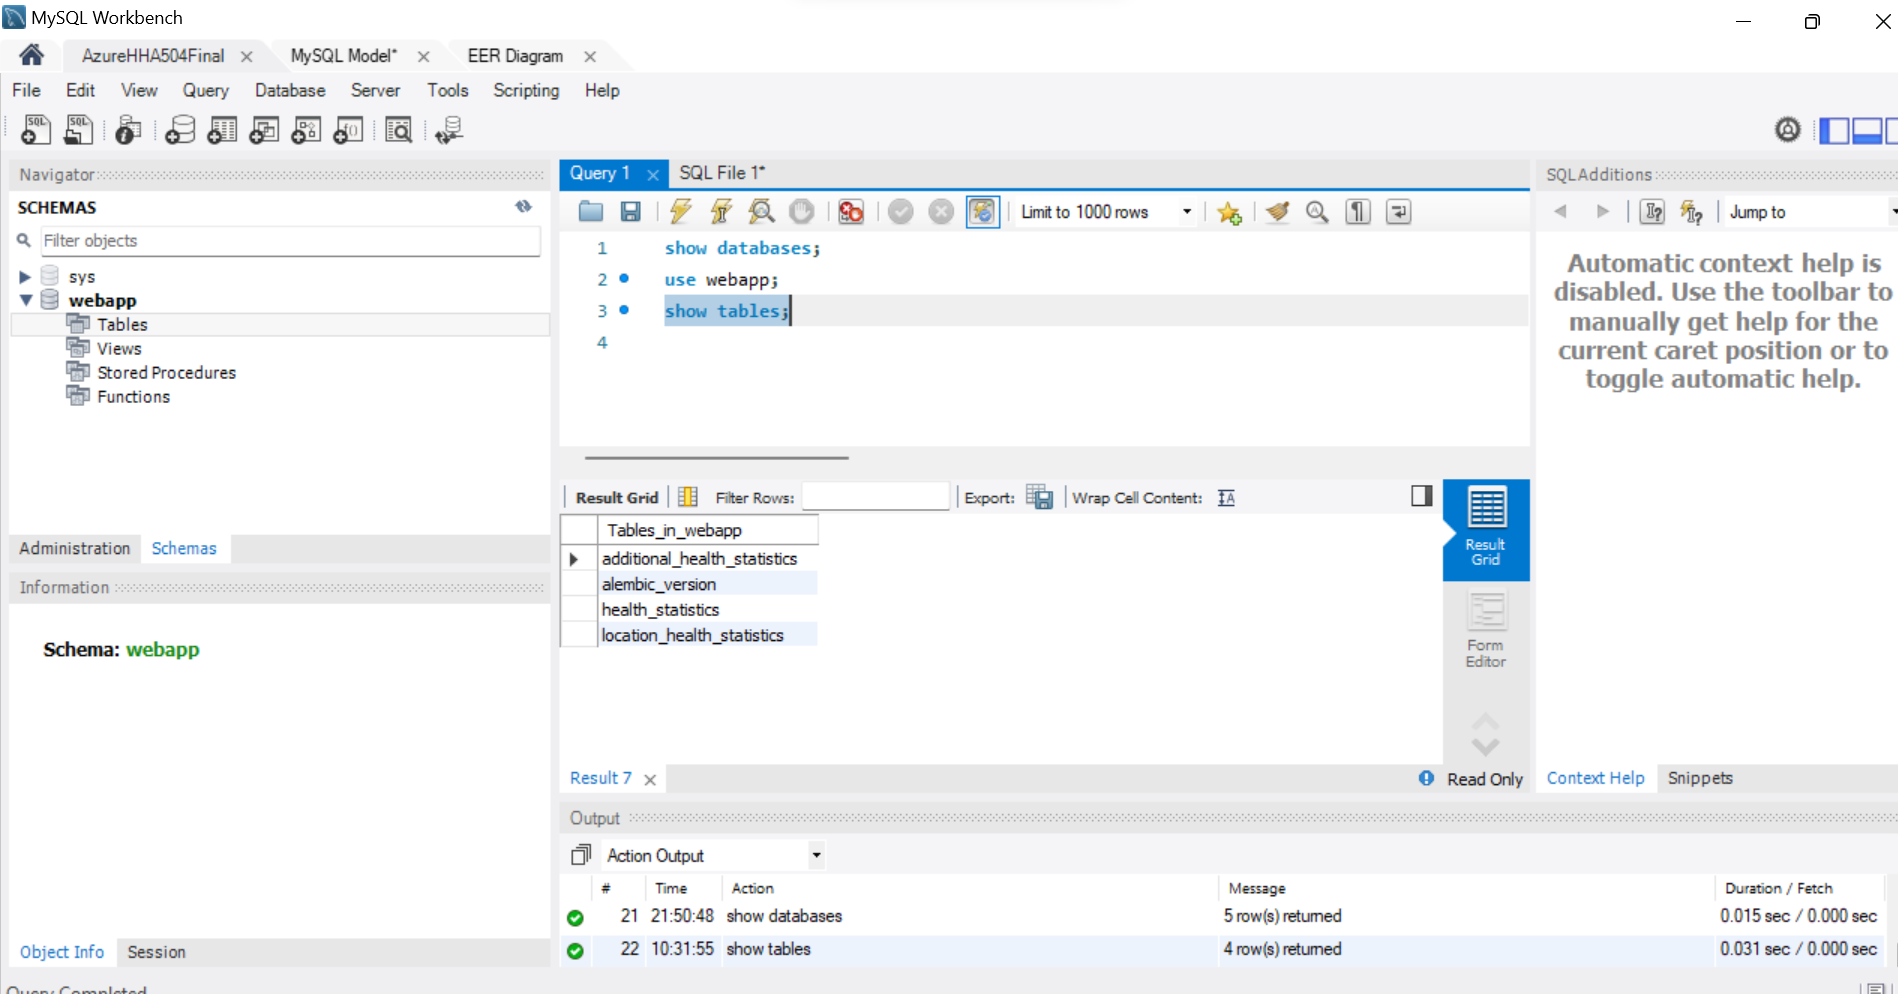 MySQL Workbench
AzureHHA504Final
MySQL Model*
EER Diagram
File Edit View Query Database Server Tools Scripting Help
Navigator
SCHEMAS
Filter objects
sys
webapp
Tables
Views
Stored Procedures
Functions
Administration Schemas
Information
Schema: webapp
Object Info Session
Query 1
SQL File 1*
Limit to 1000 rows
1 show databases;
2 use webapp;
3 show tables;
4
Result Grid Filter Rows: Export: Wrap Cell Content:
Tables_in_webapp
additional_health_statistics
alembic_version
health_statistics
location_health_statistics
Result
Grid
Form
Editor
Result 7
Read Only
SQLAdditions
Jump to
Automatic context help is
disabled. Use the toolbar to
manually get help for the
current caret position or to
toggle automatic help.
Context Help Snippets
Output
Action Output
# Time Action Message Duration / Fetch
21 21:50:48 show databases 5 row(s) returned 0.015 sec / 0.000 sec
22 10:31:55 show tables 4 row(s) returned 0.031 sec / 0.000 sec
Query Completed